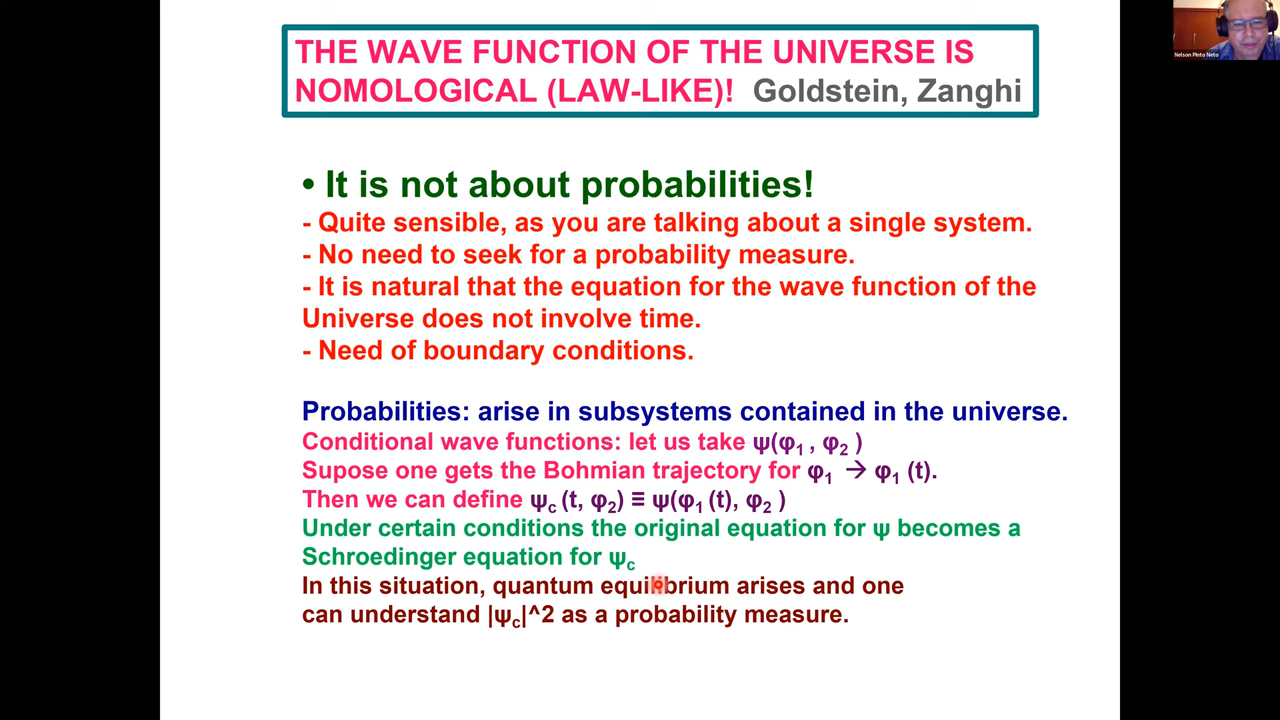 THE WAVE FUNCTION OF THE UNIVERSE IS
NOMOLOGICAL (LAW-LIKE)! Goldstein, Zanghi
• It is not about probabilities!
- Quite sensible, as you are talking about a single system.
- No need to seek for a probability measure.
- It is natural that the equation for the wave function of the
Universe does not involve time.
- Need of boundary conditions.
Probabilities: arise in subsystems contained in the universe.
Conditional wave functions: let us take ψ(φ₁ , φ₂ )
Supose one gets the Bohmian trajectory for φ₁ → φ₁ (t).
Then we can define ψc (t, φ₂) ≡ ψ(φ₁ (t), φ₂ )
Under certain conditions the original equation for ψ becomes a
Schroedinger equation for ψc
In this situation, quantum equilibrium arises and one
can understand |ψc|^2 as a probability measure.
Nelson Pinto Neto